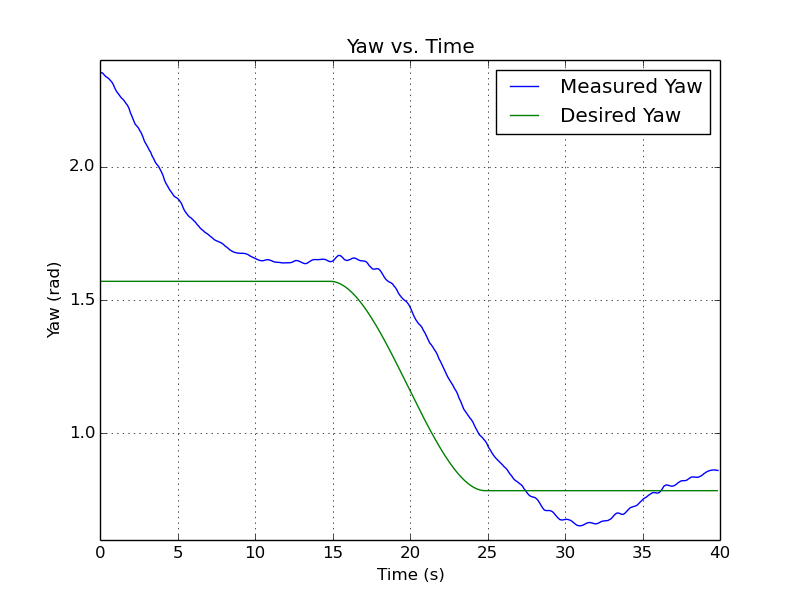 Yaw vs. Time
Measured Yaw
Desired Yaw
2.0
1.5
1.0
Yaw (rad)
0 5 10 15 20 25 30 35 40
Time (s)